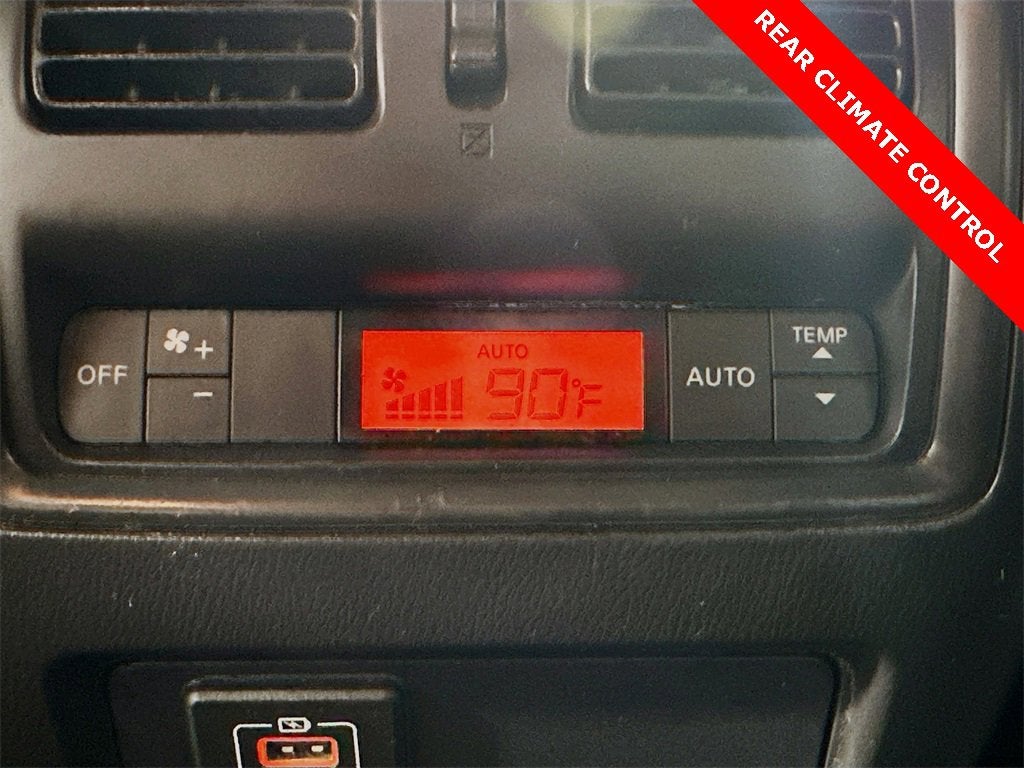 REAR CLIMATE CONTROL
OFF
+
−
AUTO
90°F
AUTO
TEMP